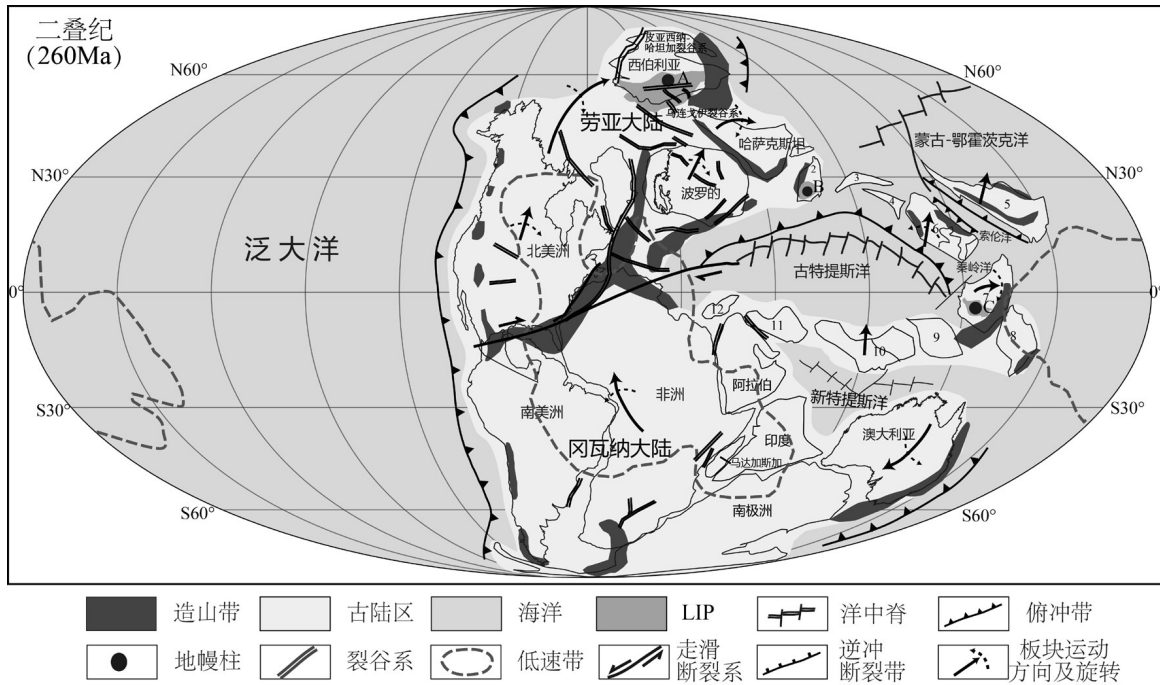 二叠纪
(260Ma)
N60°
N60°
N30°
N30°
0°
0°
S30°
S30°
S60°
S60°
皮亚西纳-
哈坦加裂谷系
西伯利亚
A
乌连戈伊裂谷系
劳亚大陆
哈萨克斯坦
蒙古-鄂霍茨克洋
波罗的
2
B
3
4
5
6
索伦洋
秦岭洋
泛大洋
北美洲
古特提斯洋
C
8
9
10
11
12
新特提斯洋
阿拉伯
南美洲
非洲
冈瓦纳大陆
印度
马达加斯加
澳大利亚
南极洲
造山带
古陆区
海洋
LIP
洋中脊
俯冲带
地幔柱
裂谷系
低速带
走滑
断裂系
逆冲
断裂带
板块运动
方向及旋转